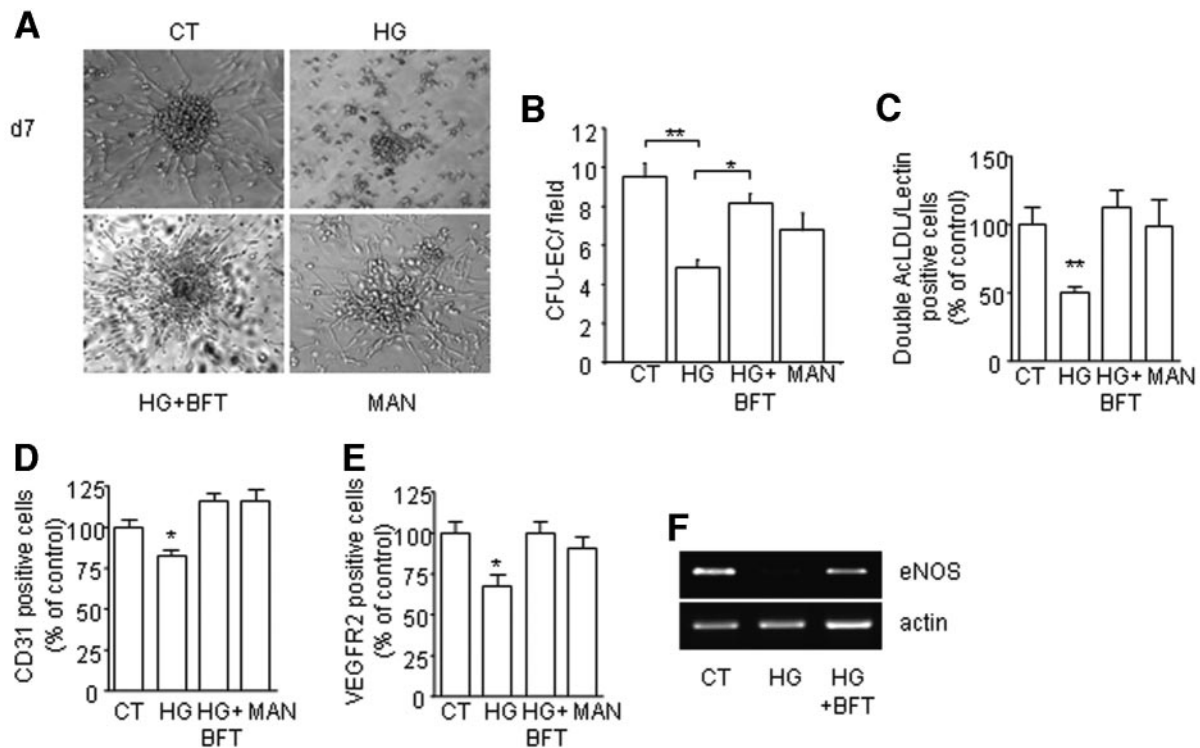 A
CT
HG
d7
HG+BFT
MAN
B
CFU-EC/ field
12
10
8
6
4
2
0
**
*
CT
HG
HG+
BFT
MAN
C
Double AcLDL/Lectin
positive cells
(% of control)
150
100
50
0
**
CT
HG
HG+
BFT
MAN
D
CD31 positive cells
(% of control)
125
100
75
50
25
0
*
CT
HG
HG+
BFT
MAN
E
VEGFR2 positive cells
(% of control)
125
100
75
50
25
0
*
CT
HG
HG+
BFT
MAN
F
eNOS
actin
CT
HG
HG
+BFT